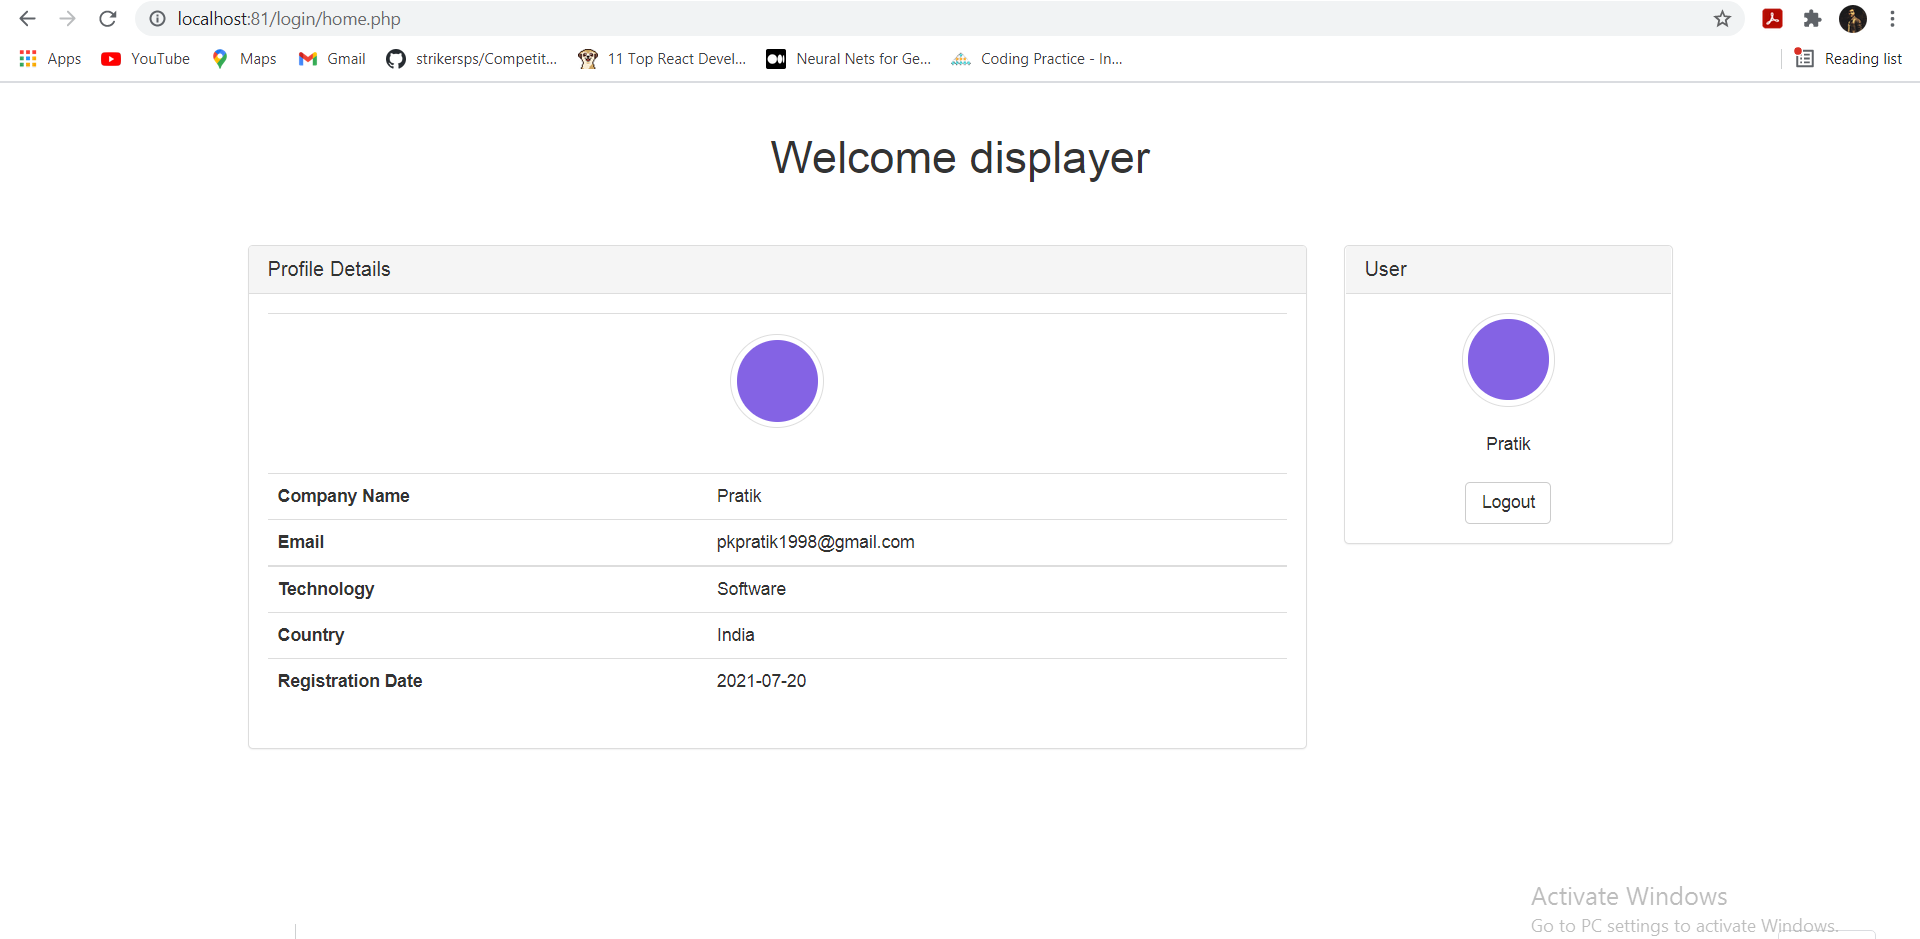 localhost:81/login/home.php
Apps YouTube Maps Gmail strikersps/Competit... 11 Top React Devel... Neural Nets for Ge... Coding Practice - In... Reading list
Welcome displayer
Profile Details
Company Name Pratik
Email pkpratik1998@gmail.com
Technology Software
Country India
Registration Date 2021-07-20
User
Pratik
Logout
Activate Windows
Go to PC settings to activate Windows.